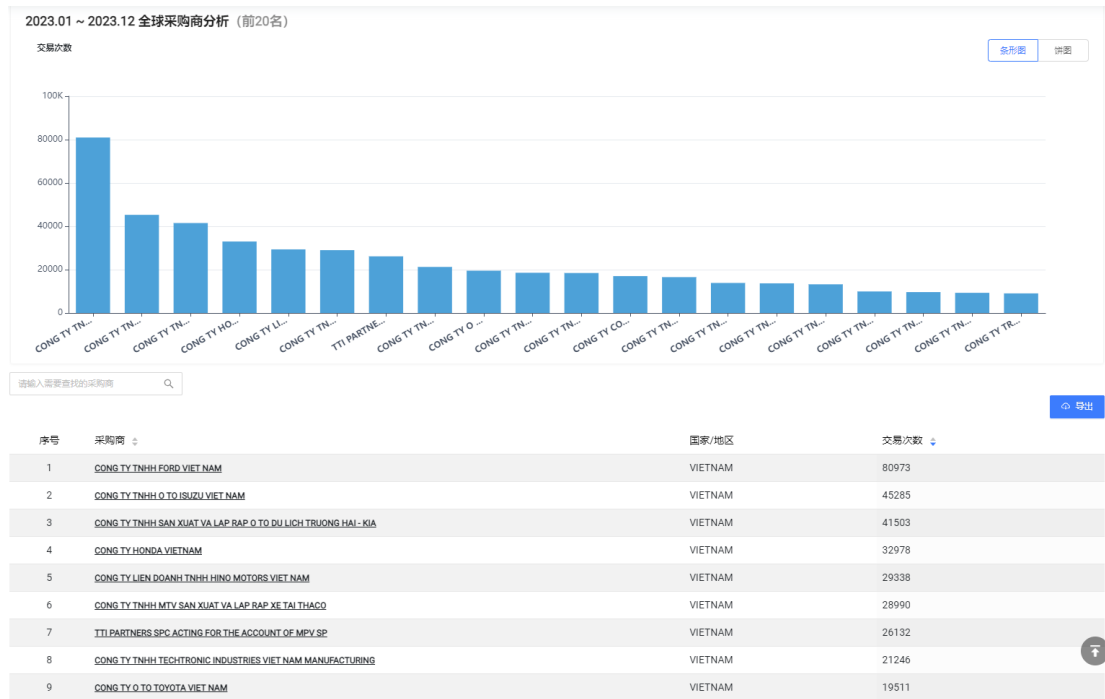 2023.01 ~ 2023.12 全球采购商分析（前20名）
交易次数
条形图 饼图
100K
80000
60000
40000
20000
0
CONG TY TN... CONG TY TN... CONG TY TN... CONG TY HO... CONG TY LI... CONG TY TN... TTI PARTNE... CONG TY TN... CONG TY O ... CONG TY TN... CONG TY TN... CONG TY CO... CONG TY TN... CONG TY TN... CONG TY TN... CONG TY TN... CONG TY TN... CONG TY TN... CONG TY TN... CONG TY TR...
请输入需要查找的采购商
导出
序号 采购商 国家/地区 交易次数
1 CONG TY TNHH FORD VIET NAM VIETNAM 80973
2 CONG TY TNHH O TO ISUZU VIET NAM VIETNAM 45285
3 CONG TY TNHH SAN XUAT VA LAP RAP O TO DU LICH TRUONG HAI - KIA VIETNAM 41503
4 CONG TY HONDA VIETNAM VIETNAM 32978
5 CONG TY LIEN DOANH TNHH HINO MOTORS VIET NAM VIETNAM 29338
6 CONG TY TNHH MTV SAN XUAT VA LAP RAP XE TAI THACO VIETNAM 28990
7 TTI PARTNERS SPC ACTING FOR THE ACCOUNT OF MPV SP VIETNAM 26132
8 CONG TY TNHH TECHTRONIC INDUSTRIES VIET NAM MANUFACTURING VIETNAM 21246
9 CONG TY O TO TOYOTA VIET NAM VIETNAM 19511